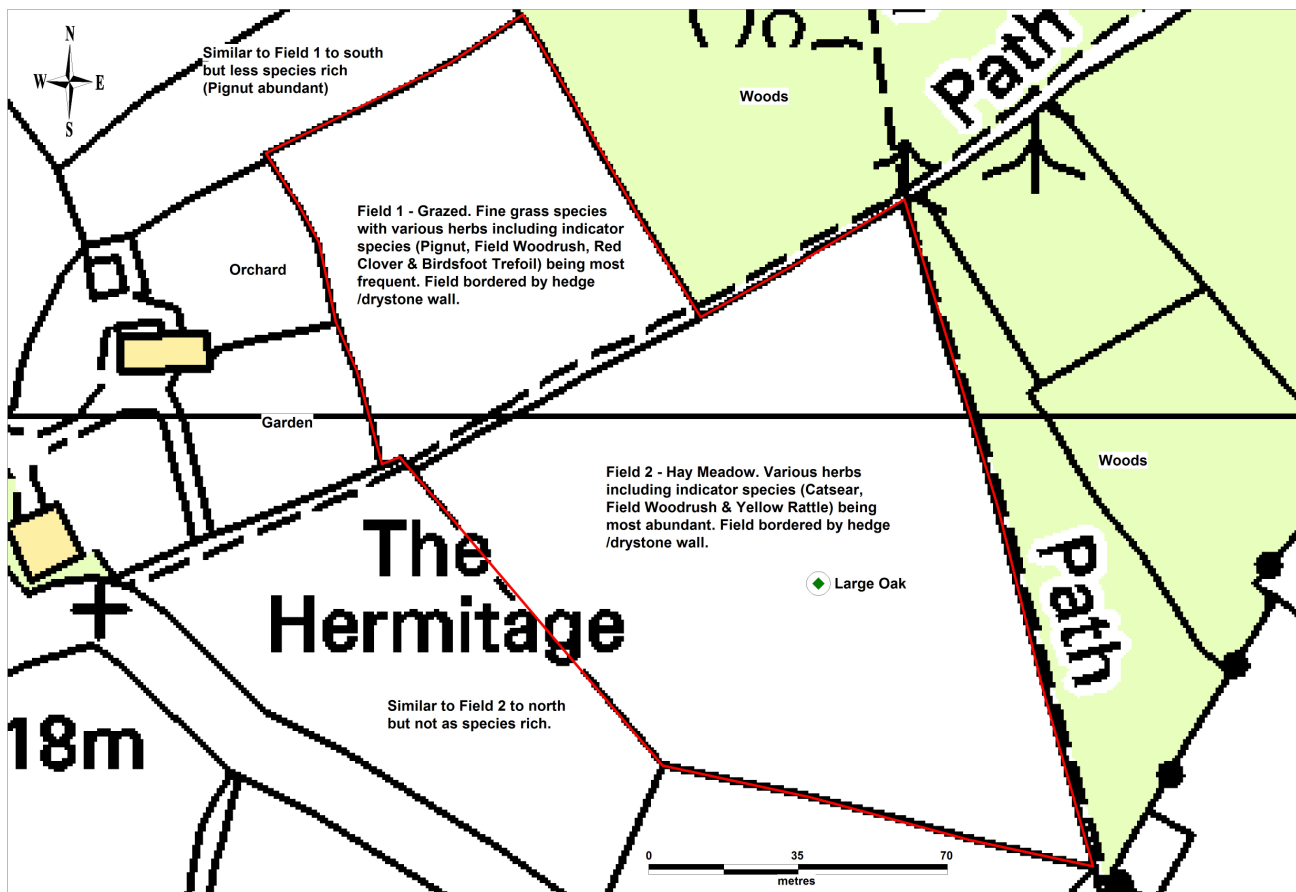 N
W E
S
Similar to Field 1 to south
but less species rich
(Pignut abundant)
Woods
Path
Field 1 - Grazed. Fine grass species
with various herbs including indicator
species (Pignut, Field Woodrush, Red
Clover & Birdsfoot Trefoil) being most
frequent. Field bordered by hedge
/drystone wall.
Orchard
Garden
Field 2 - Hay Meadow. Various herbs
including indicator species (Catsear,
Field Woodrush & Yellow Rattle) being
most abundant. Field bordered by hedge
/drystone wall.
Woods
The
Hermitage
Large Oak
Path
Similar to Field 2 to north
but not as species rich.
18m
0 35 70
metres